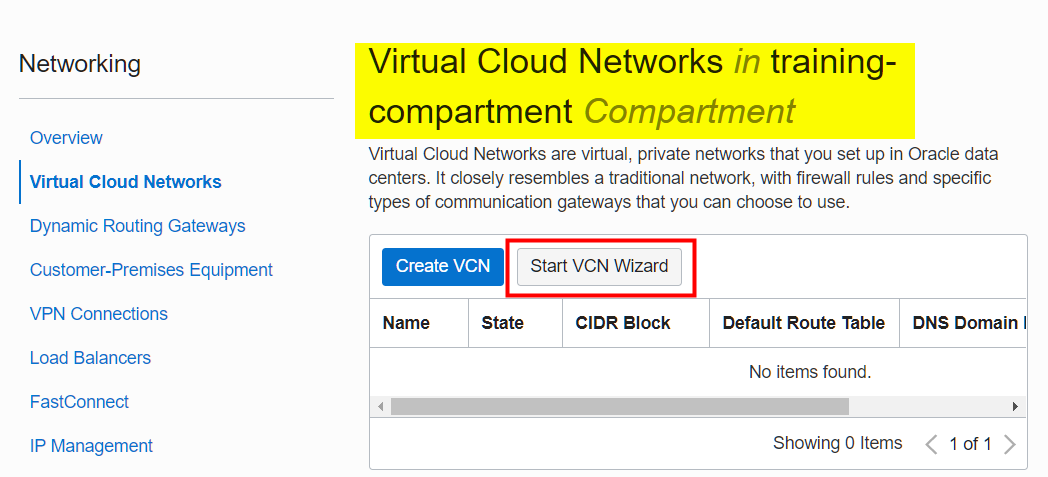 Networking
Overview
Virtual Cloud Networks
Dynamic Routing Gateways
Customer-Premises Equipment
VPN Connections
Load Balancers
FastConnect
IP Management
Virtual Cloud Networks in training-
compartment Compartment
Virtual Cloud Networks are virtual, private networks that you set up in Oracle data
centers. It closely resembles a traditional network, with firewall rules and specific
types of communication gateways that you can choose to use.
Create VCN Start VCN Wizard
Name State CIDR Block Default Route Table DNS Domain
No items found.
Showing 0 Items 1 of 1